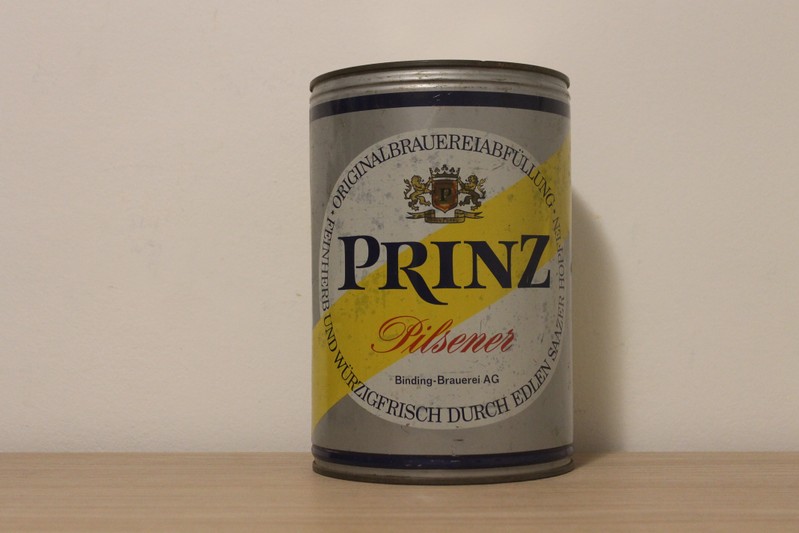 ORIGINALBRAUEREIABFÜLLUNG
P
PRINZ
Pilsener
Binding-Brauerei AG
FEINHERB UND WÜRZIGFRISCH DURCH EDLEN SAAZER HOPFEN